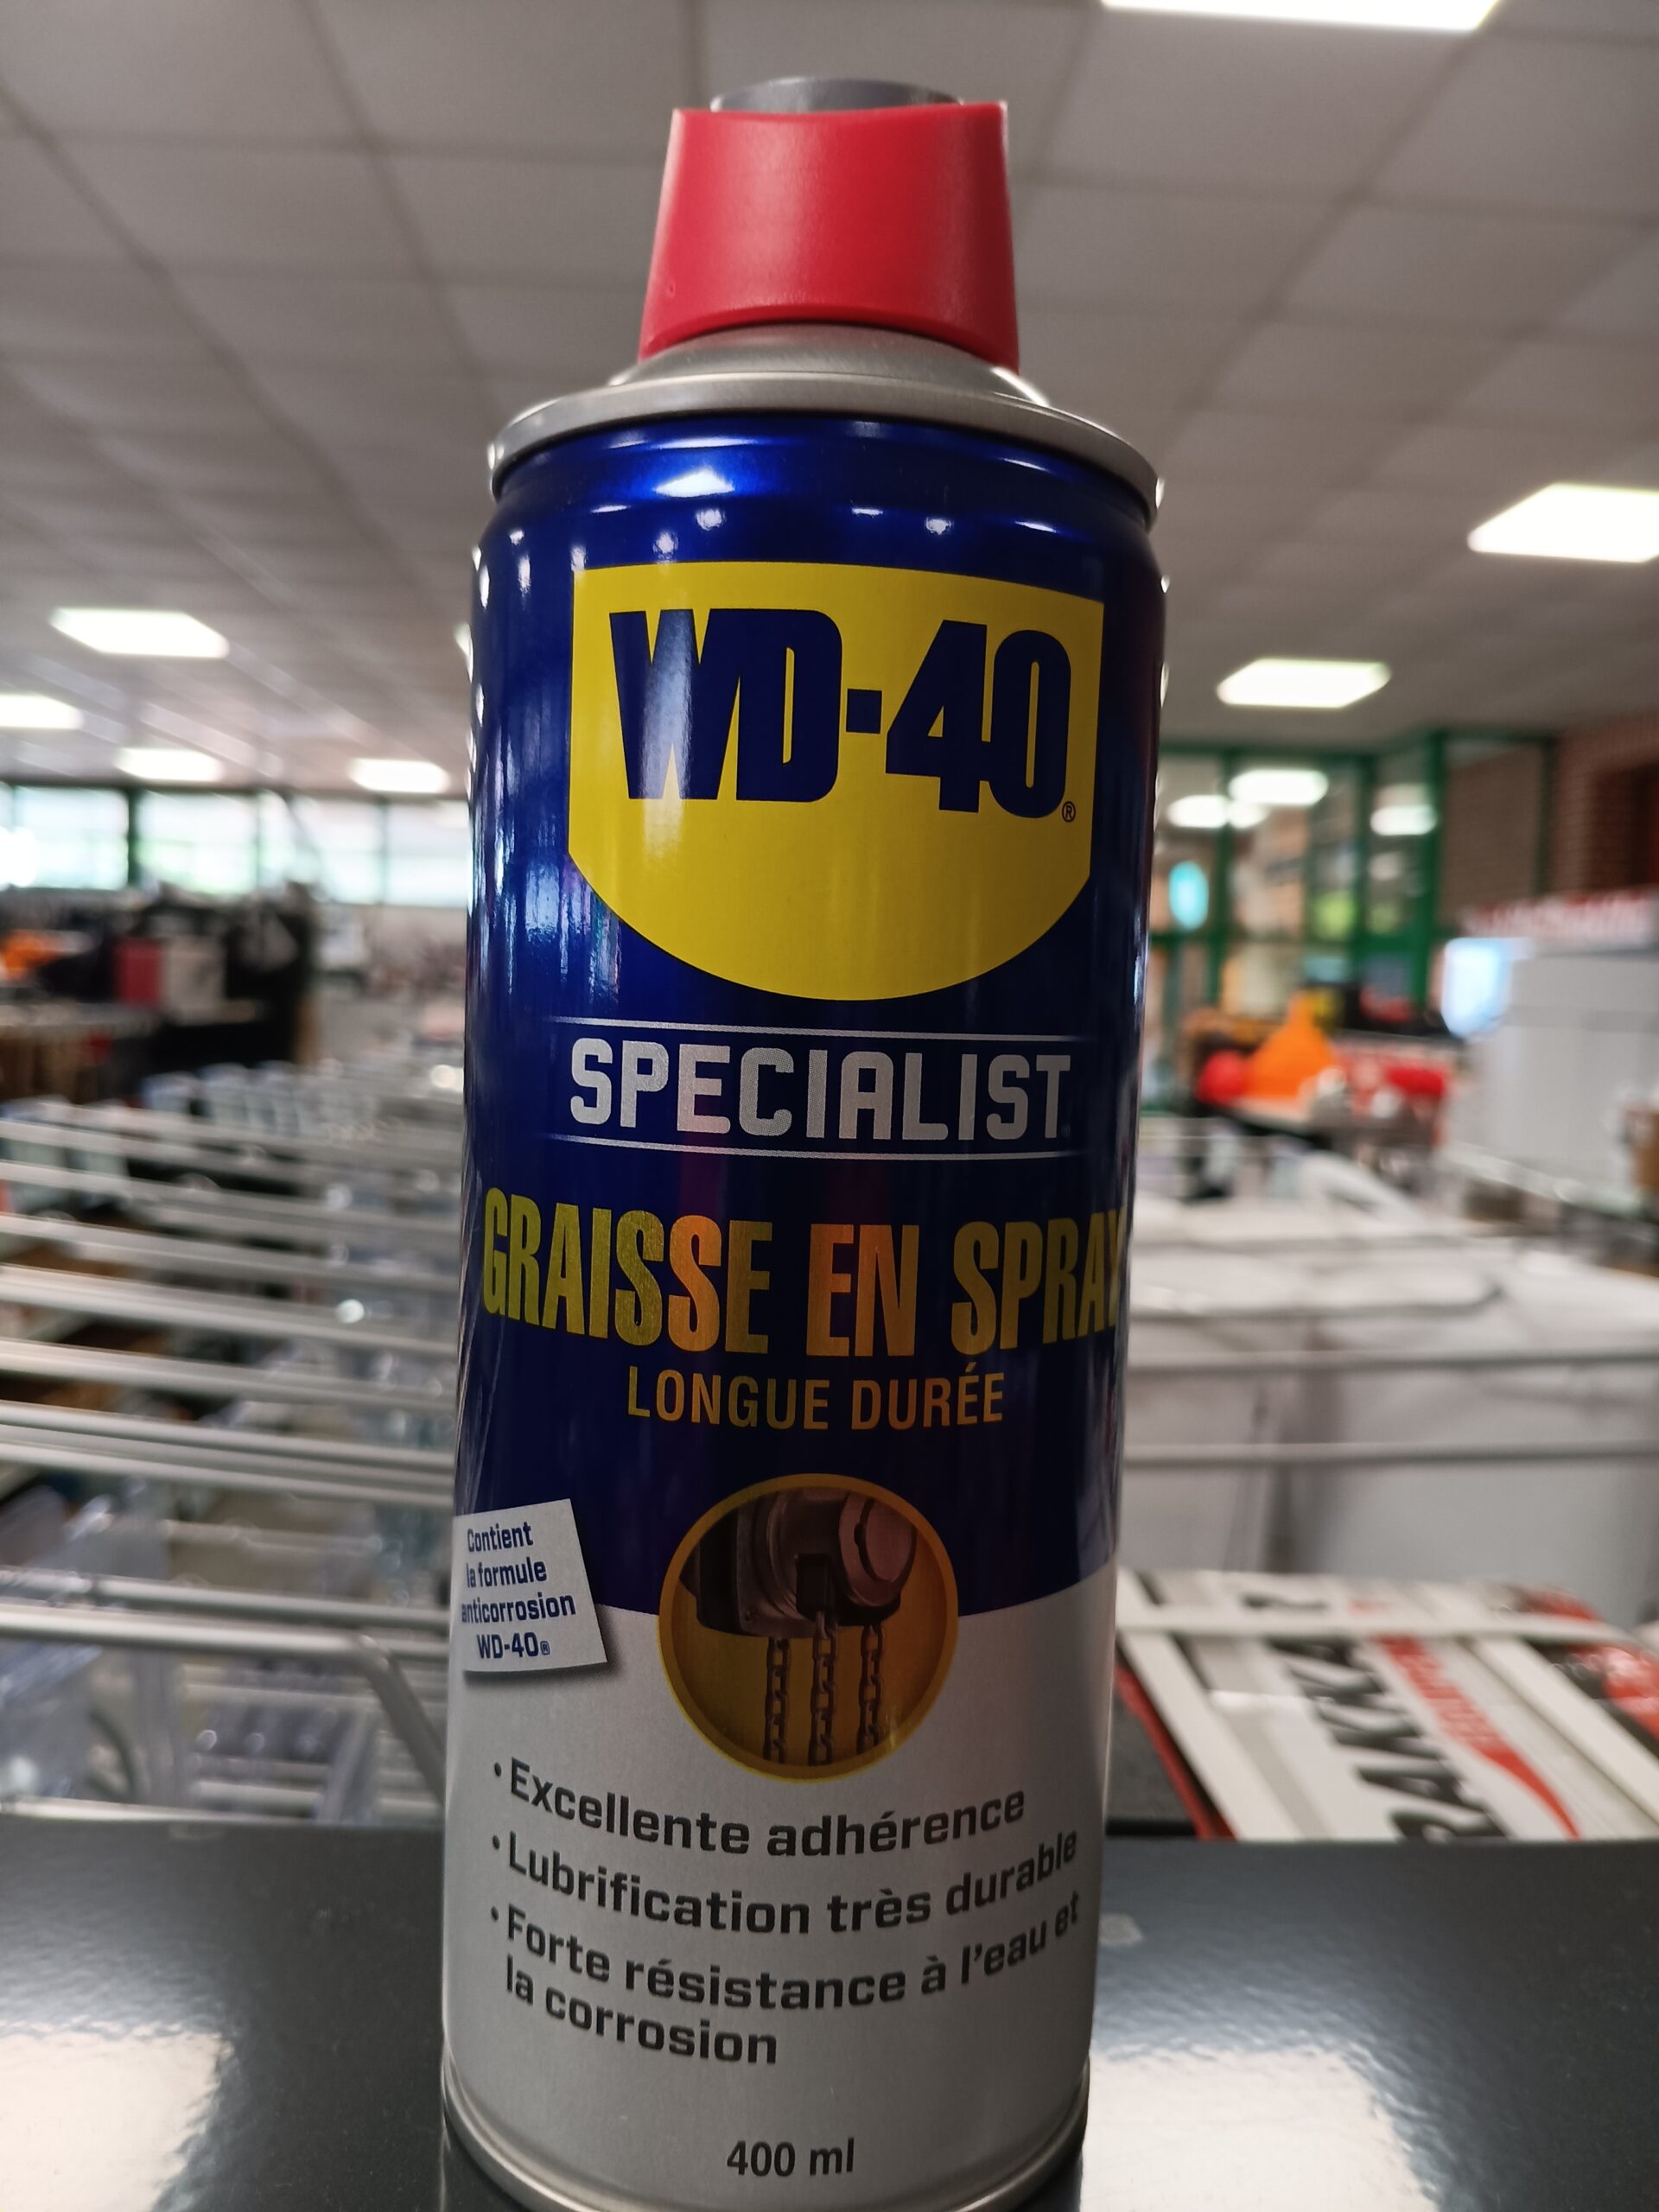 WD-40®
SPECIALIST
GRAISSE EN SPRAY
LONGUE DURÉE
Contient
la formule
anticorrosion
WD-40®
• Excellente adhérence
• Lubrification très durable
• Forte résistance à l'eau et
la corrosion
400 ml